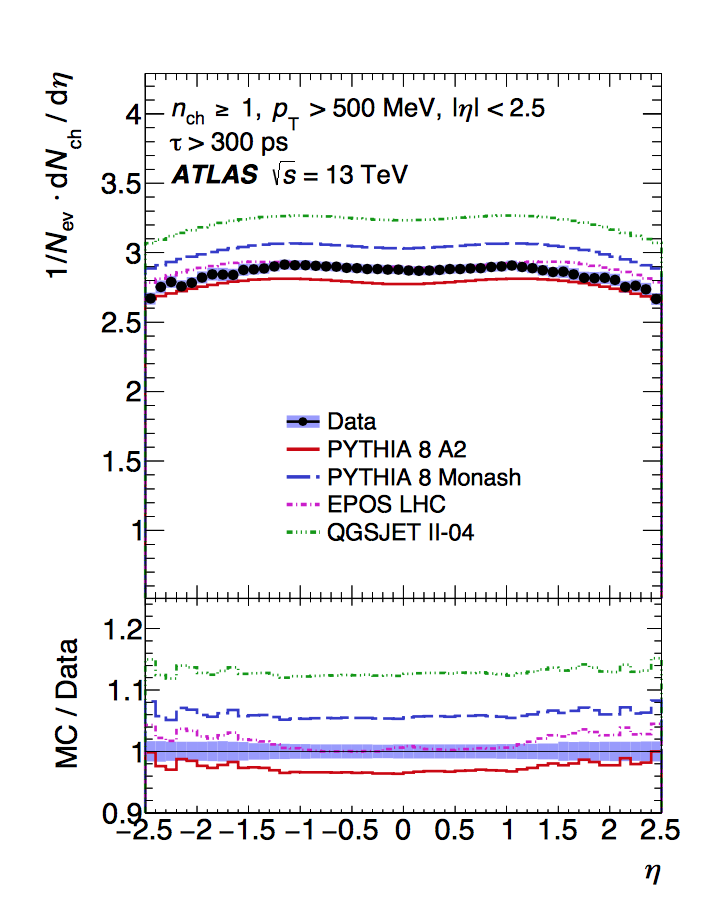 1/N_ev · dN_ch / dη
4
3.5
3
2.5
2
1.5
1
n_ch ≥ 1, p_T > 500 MeV, |η| < 2.5
τ > 300 ps
ATLAS √s = 13 TeV
Data
PYTHIA 8 A2
PYTHIA 8 Monash
EPOS LHC
QGSJET II-04
MC / Data
1.2
1.1
1
0.9
−2.5 −2 −1.5 −1 −0.5 0 0.5 1 1.5 2 2.5
η